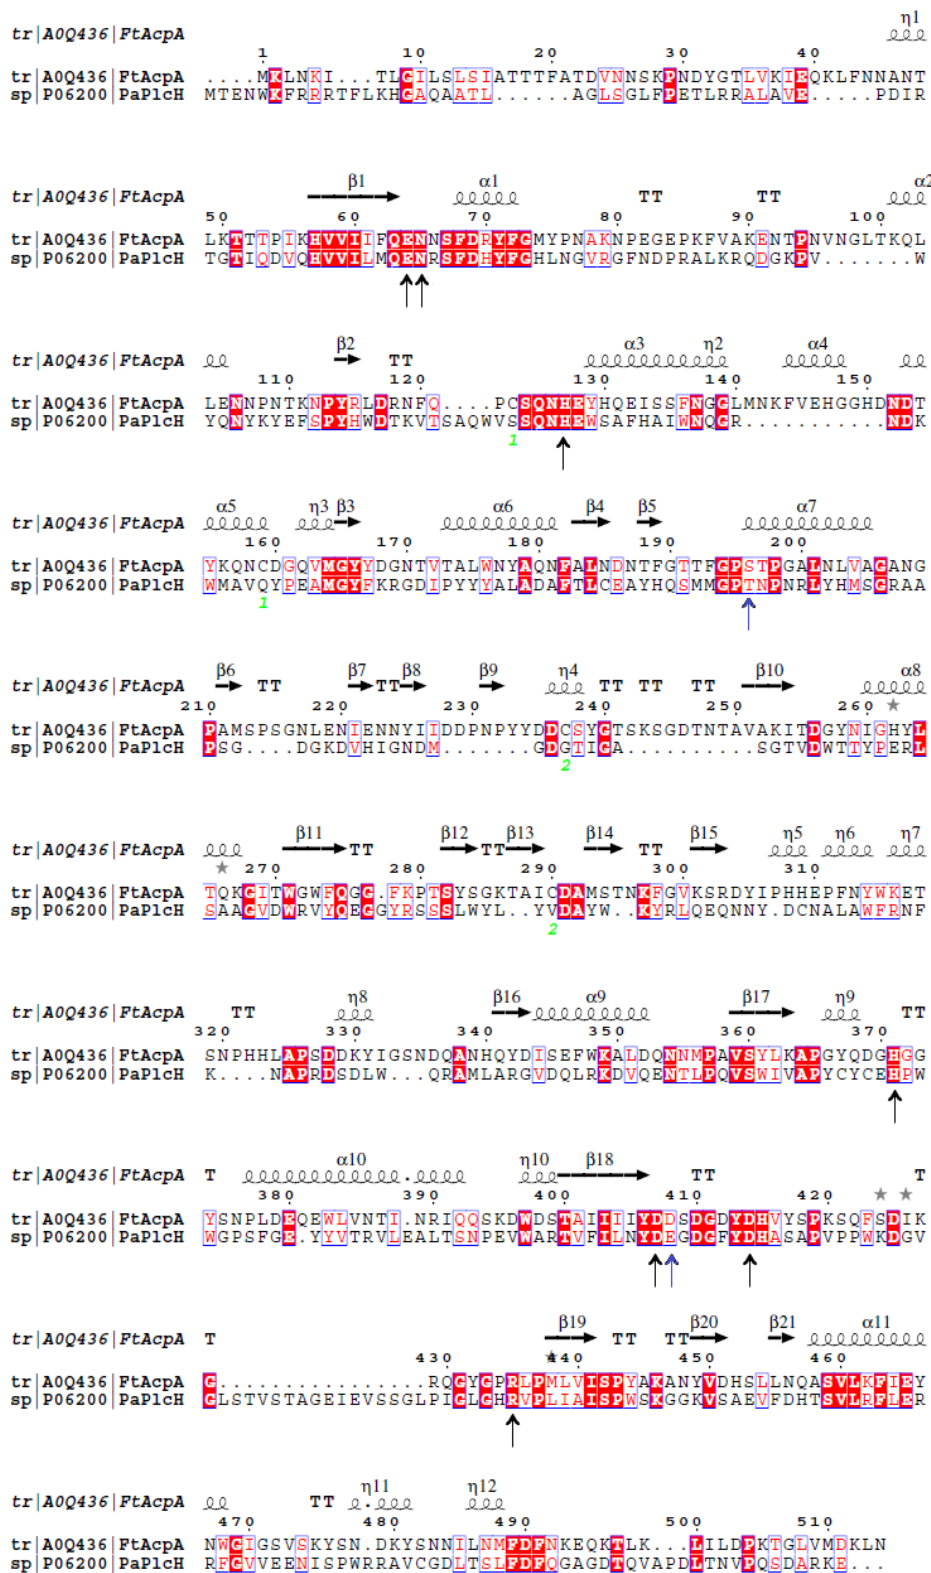 tr|A0Q436|FtAcpA η1
1 10 20 30 40
tr|A0Q436|FtAcpA ....MKLNKI...TLGILSLSIATTTFATDVNNSKPNDYGTLVKIEQKLFNNANT
sp|P06200|PaPlcH MTENWKFRRRTFLKHGAQAATL......AGLSGLFPETLRRALAVE.....PDIR
tr|A0Q436|FtAcpA β1 α1 TT TT α2
50 60 70 80 90 100
tr|A0Q436|FtAcpA LKTTTPIKHVVIIFQENNSFDRYFGMYPNAKNPEGEPKFVAKENTPNVNGLTKQL
sp|P06200|PaPlcH TGTIQDVQHVVILMQENRSFDHYFGHLNGVRGFNDPRALKRQDGKPV.......W
tr|A0Q436|FtAcpA β2 TT α3 η2 α4
110 120 130 140 150
tr|A0Q436|FtAcpA LENNPNTKNPYRLDRNFQ.....PCSQNHEYHQEISSFNGGLMNKFVEHGGHDNDT
sp|P06200|PaPlcH YQNYKYEFSPYHWDTKVTSAQWVSSQNHEWSAFHAIWNQGR...........NDK
1
tr|A0Q436|FtAcpA α5 η3 β3 α6 β4 β5 α7
160 170 180 190 200
tr|A0Q436|FtAcpA YKQNCDGQVMGYYDGNTVTALWNYAQNFALNDNTFGTTFGPSTPGALNLVAGANG
sp|P06200|PaPlcH WMAVQYPEAMGYFKRGDIPYYYALADAFTLCEAYHQSMMGPTNPNRLYHMSGRAA
1
tr|A0Q436|FtAcpA β6 TT β7 TT β8 β9 η4 TT TT TT β10 α8
210 220 230 240 250 260 ★
tr|A0Q436|FtAcpA PAMSPSGNLENIENNYIIDDPNPYYDDCSYGTSKSGDTNTAVAKITDGYNIGHYL
sp|P06200|PaPlcH PSG....DGKDVHIGNDM.......GDGTIGA..........SGTVDWTTYPERL
2
tr|A0Q436|FtAcpA β11 TT β12 TT β13 β14 TT β15 η5 η6 η7
★ 270 280 290 300 310
tr|A0Q436|FtAcpA TQKGITWGWFQGG.FKPTSYSGKTAICDAMSTNKFGVKSRDYIPHHEPFNYWKET
sp|P06200|PaPlcH SAAGVDWRVYQEGGYRSSSLWYL..YVDAYW..KYRLQEQNNY.DCNALAWFRNF
2
tr|A0Q436|FtAcpA TT η8 β16 α9 β17 η9 TT
320 330 340 350 360 370
tr|A0Q436|FtAcpA SNPHHLAPSDDKYIGSNDQANHQYDISEFWKALDQNNMPAVSYLKAPGYQDGHGG
sp|P06200|PaPlcH K....NAPRDSDLW...QRAMLARGVDQLRKDVQENTLPQVSWIVAPYCYCEHPW
tr|A0Q436|FtAcpA T α10 η10 β18 TT T
380 390 400 410 420 ★ ★
tr|A0Q436|FtAcpA YSNPLDEQEWLVNTI.NRIQQSKDWDSTAIIIIYDDSDGDYDHVYSPKSQFSDIK
sp|P06200|PaPlcH WGPSFGE.YYVTRVLEALTSNPEVWARTVFILNYDEGDGFYDHASAPVPPWKDGV
tr|A0Q436|FtAcpA T β19 TT TT β20 β21 α11
430 ★440 450 460
tr|A0Q436|FtAcpA G................RQGYGPRLPMLVISPYAKANYVDHSLLNQASVLKFIEY
sp|P06200|PaPlcH GLSTVSTAGEIEVSSGLPIGLGHRVPLIAISPWSKGGKVSAEVFDHTSVLRFLER
tr|A0Q436|FtAcpA TT η11 η12
470 480 490 500 510
tr|A0Q436|FtAcpA NWGIGSVSKYSN.DKYSNNILNMFDFNKEQKTLK...LILDPKTGLVMDKLN
sp|P06200|PaPlcH RFGVVEENISPWRRAVCGDLTSLFDFQGAGDTQVAPDLTNVPQSDARKE...